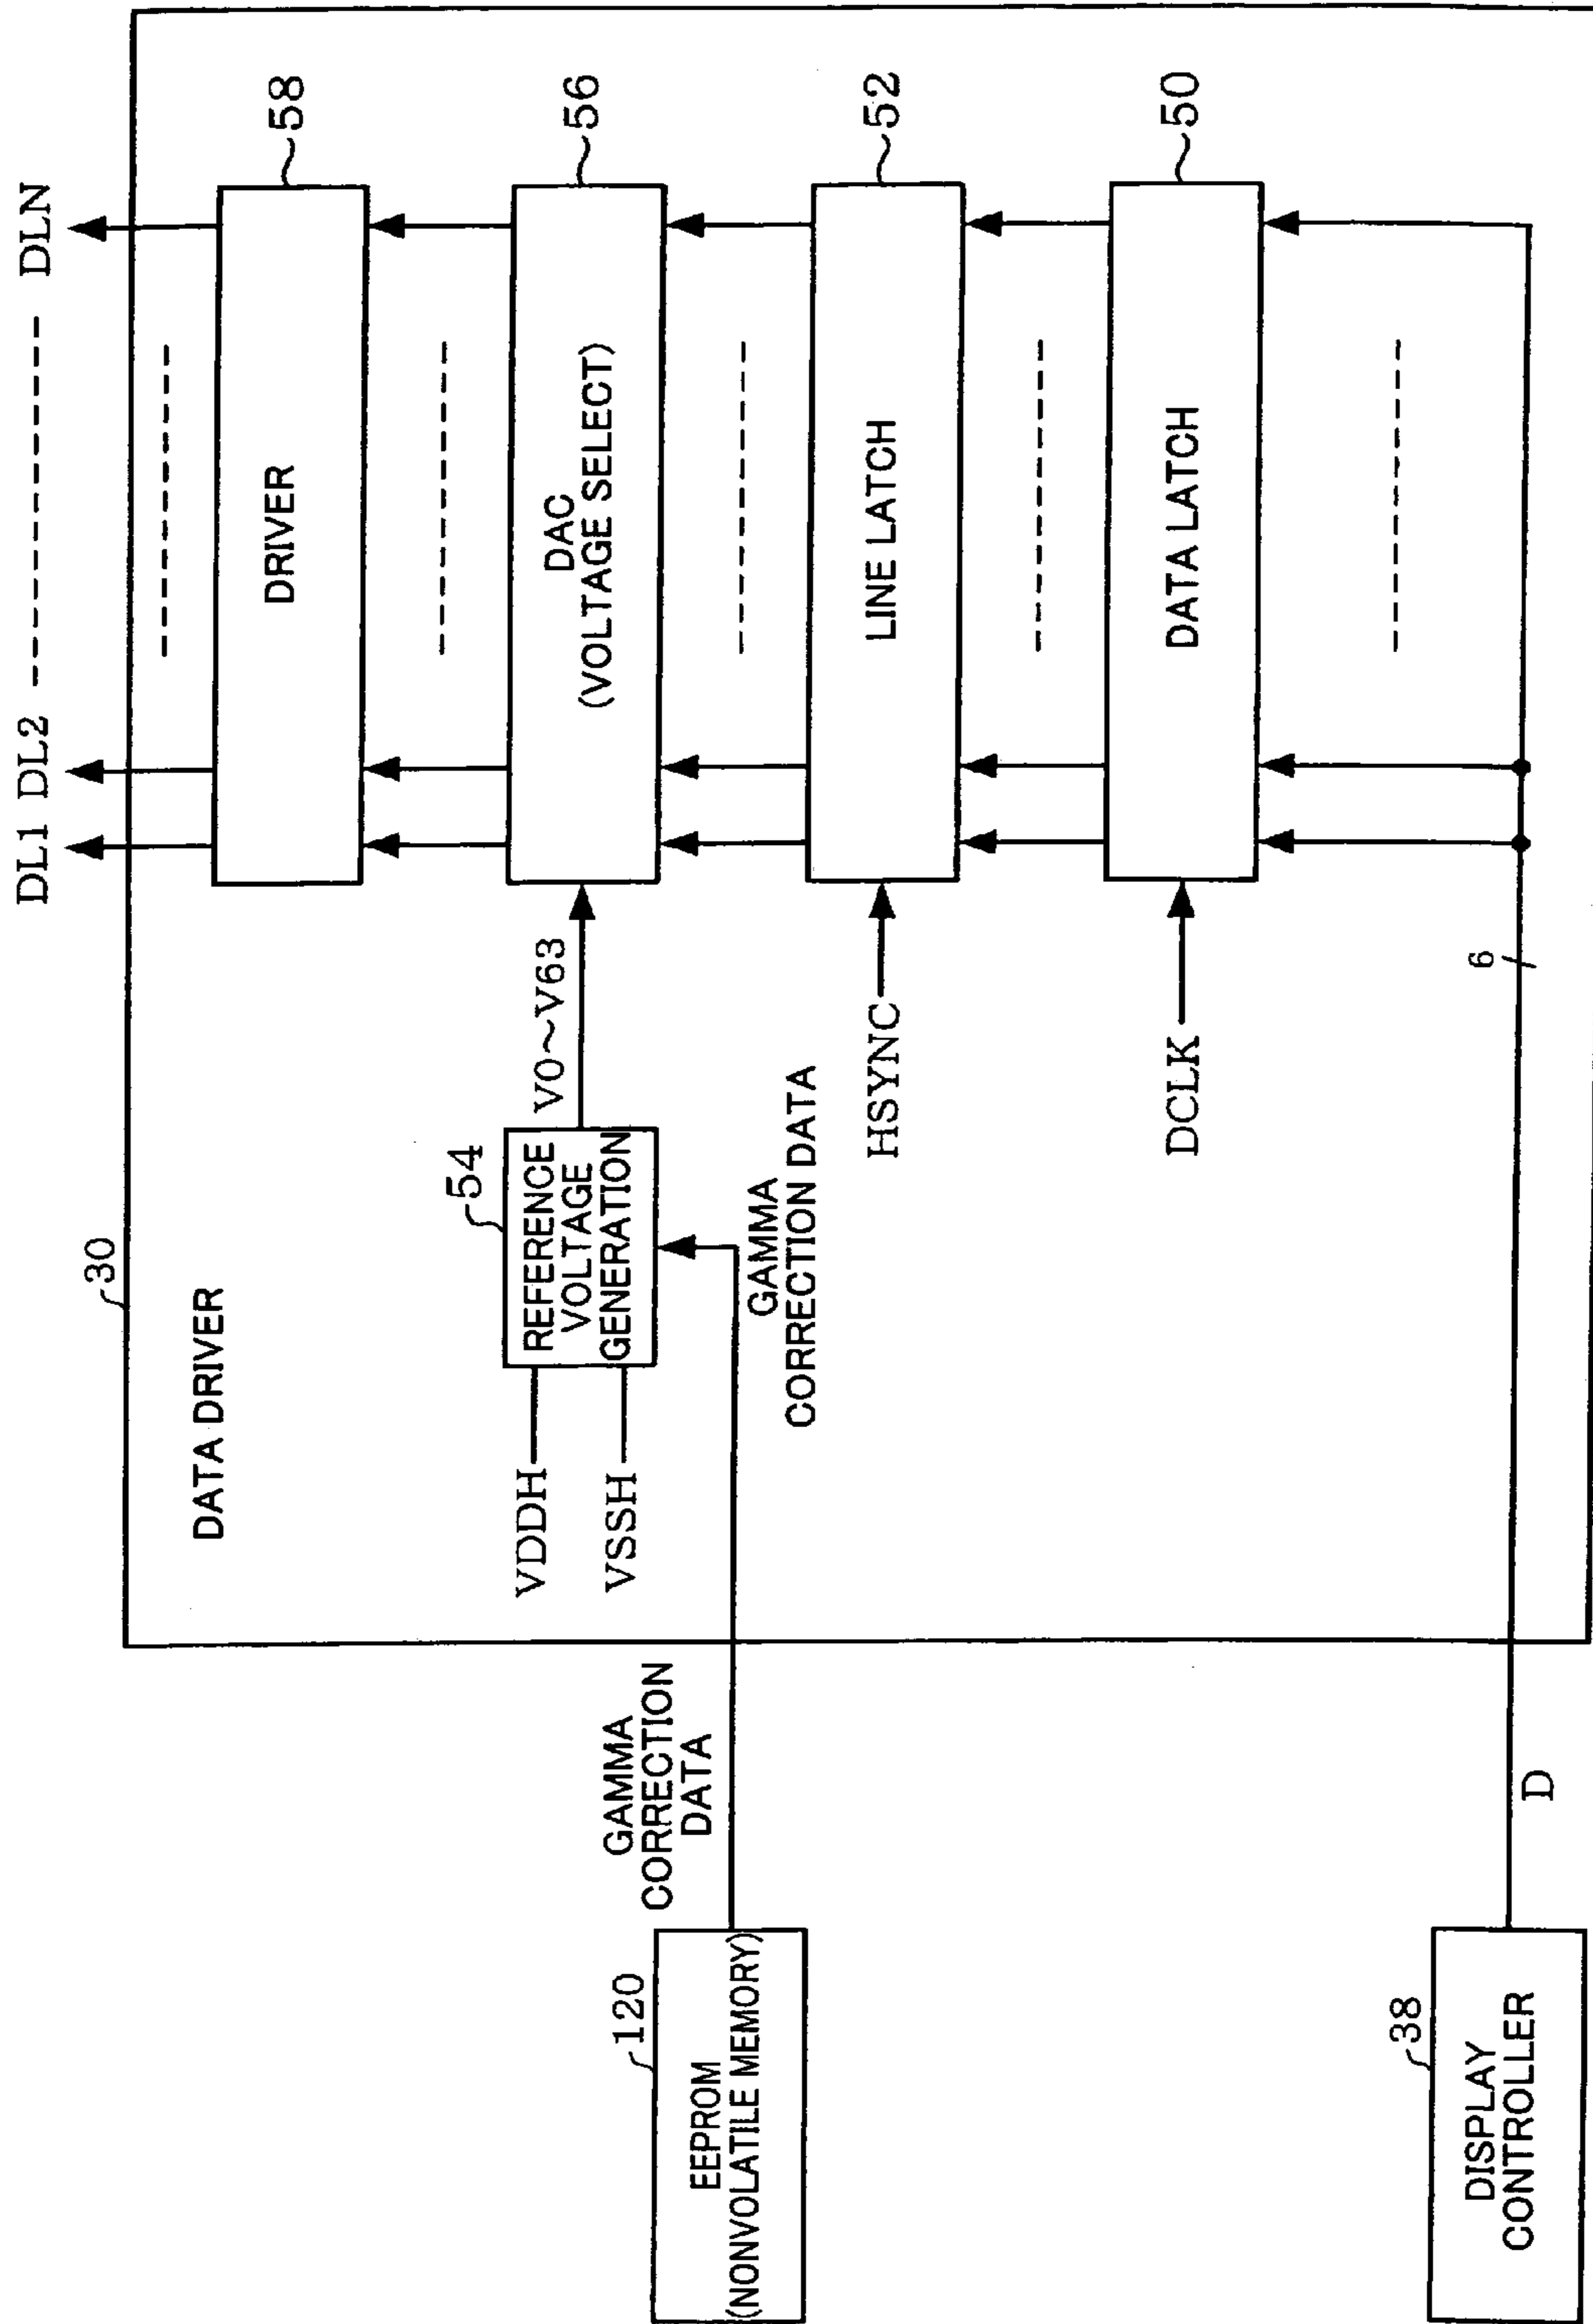 DL1 DL2 DLN
30
DATA DRIVER
DRIVER
58
54
REFERENCE
VOLTAGE
GENERATION
VDDH
VSSH
V0~V63
DAC
(VOLTAGE SELECT)
56
GAMMA
CORRECTION
DATA
GAMMA
CORRECTION DATA
120
EEPROM
(NONVOLATILE MEMORY)
HSYNC
LINE LATCH
52
DCLK
DATA LATCH
50
38
DISPLAY
CONTROLLER
D
6